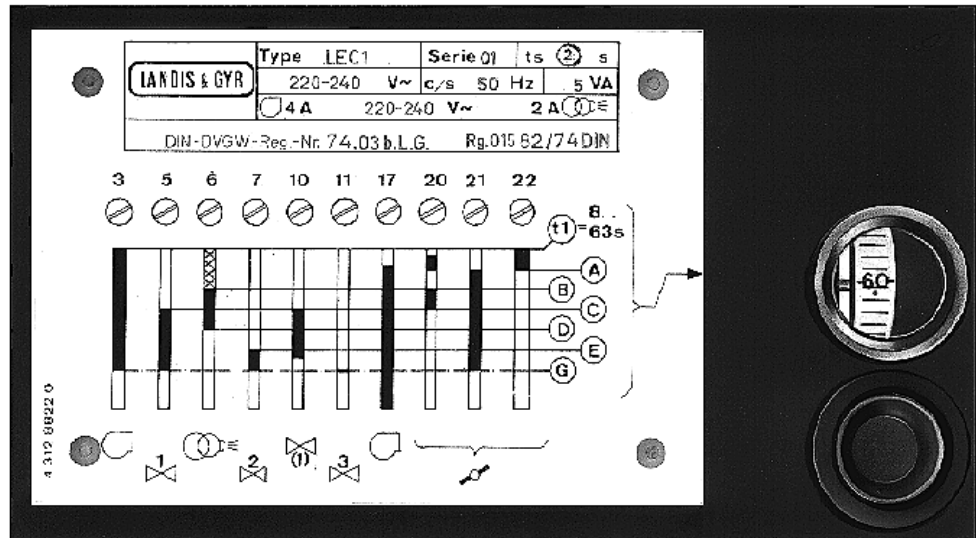 LANDIS & GYR
Type LEC1 Serie 01 ts 2 s
220-240 V~ c/s 50 Hz 5 VA
4 A 220-240 V~ 2 A
DIN-DVGW-Reg.-Nr. 74.03 b.L.G. Rg.015 82/74 DIN
3 5 6 7 10 11 17 20 21 22
t1 = 8.. 63s
A
B
C
D
E
G
60
1 2 (1) 3
4 312 8822 0